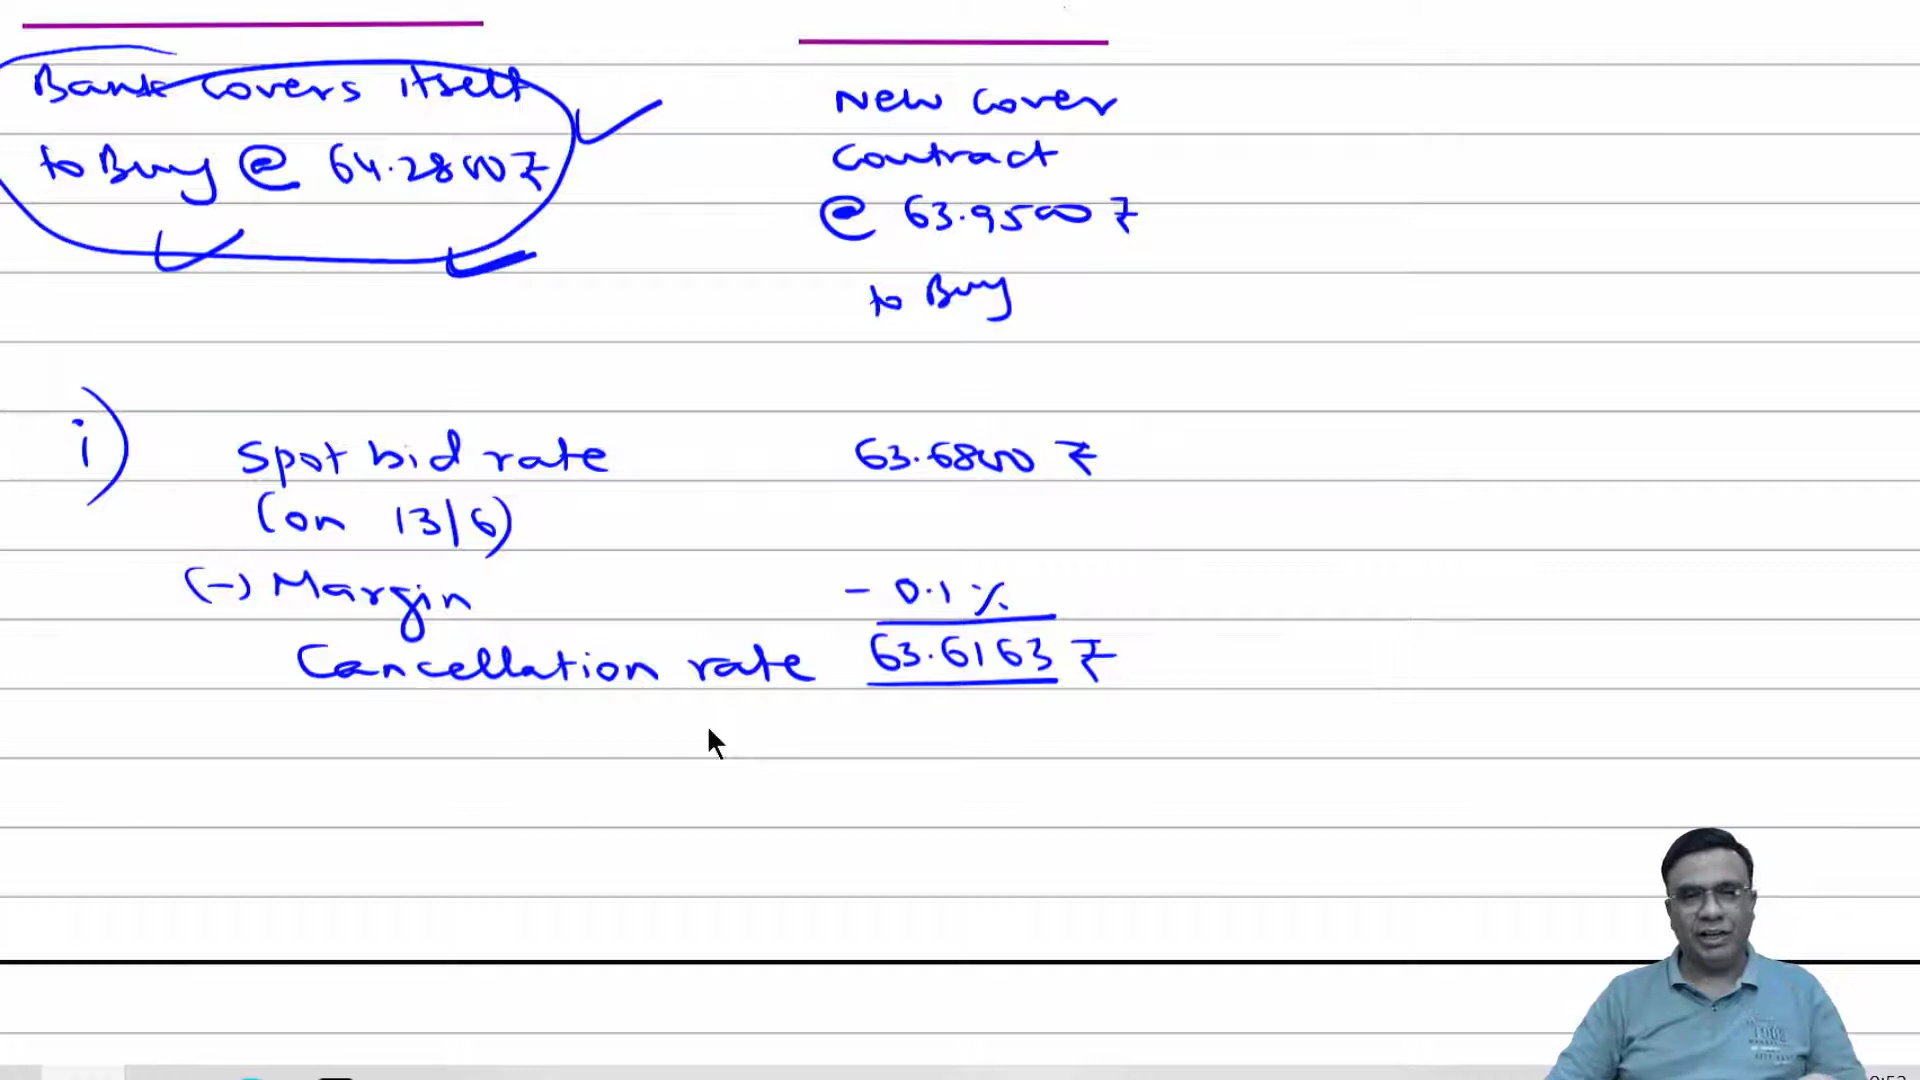 Bank covers itself
to Buy @ 64.2800 ₹
New cover
contract
@ 63.9500 ₹
to Buy
i)
Spot bid rate 63.6800 ₹
(on 13/6)
(-) Margin - 0.1 %
Cancellation rate 63.6163 ₹